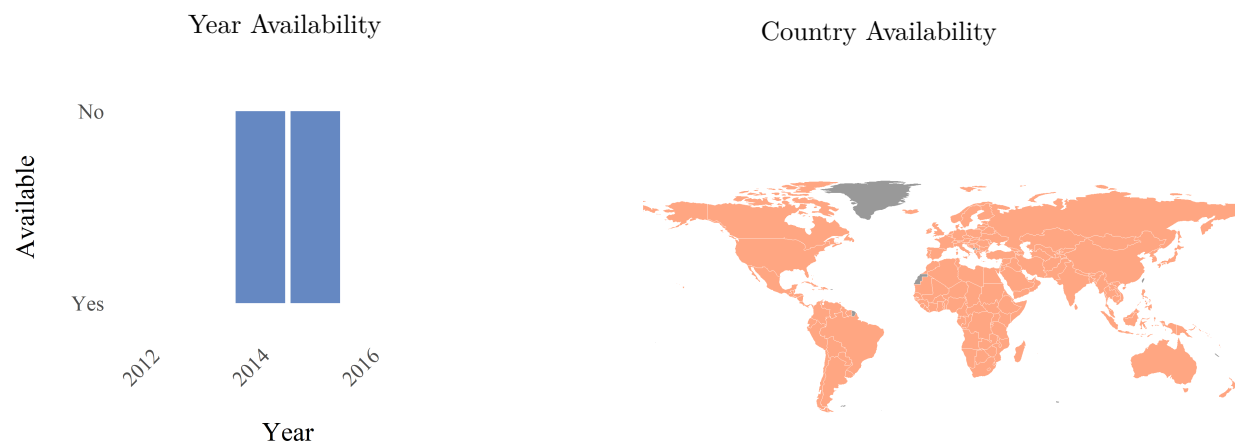 Year Availability
No
Available
Yes
2012
2014
2016
Year
Country Availability